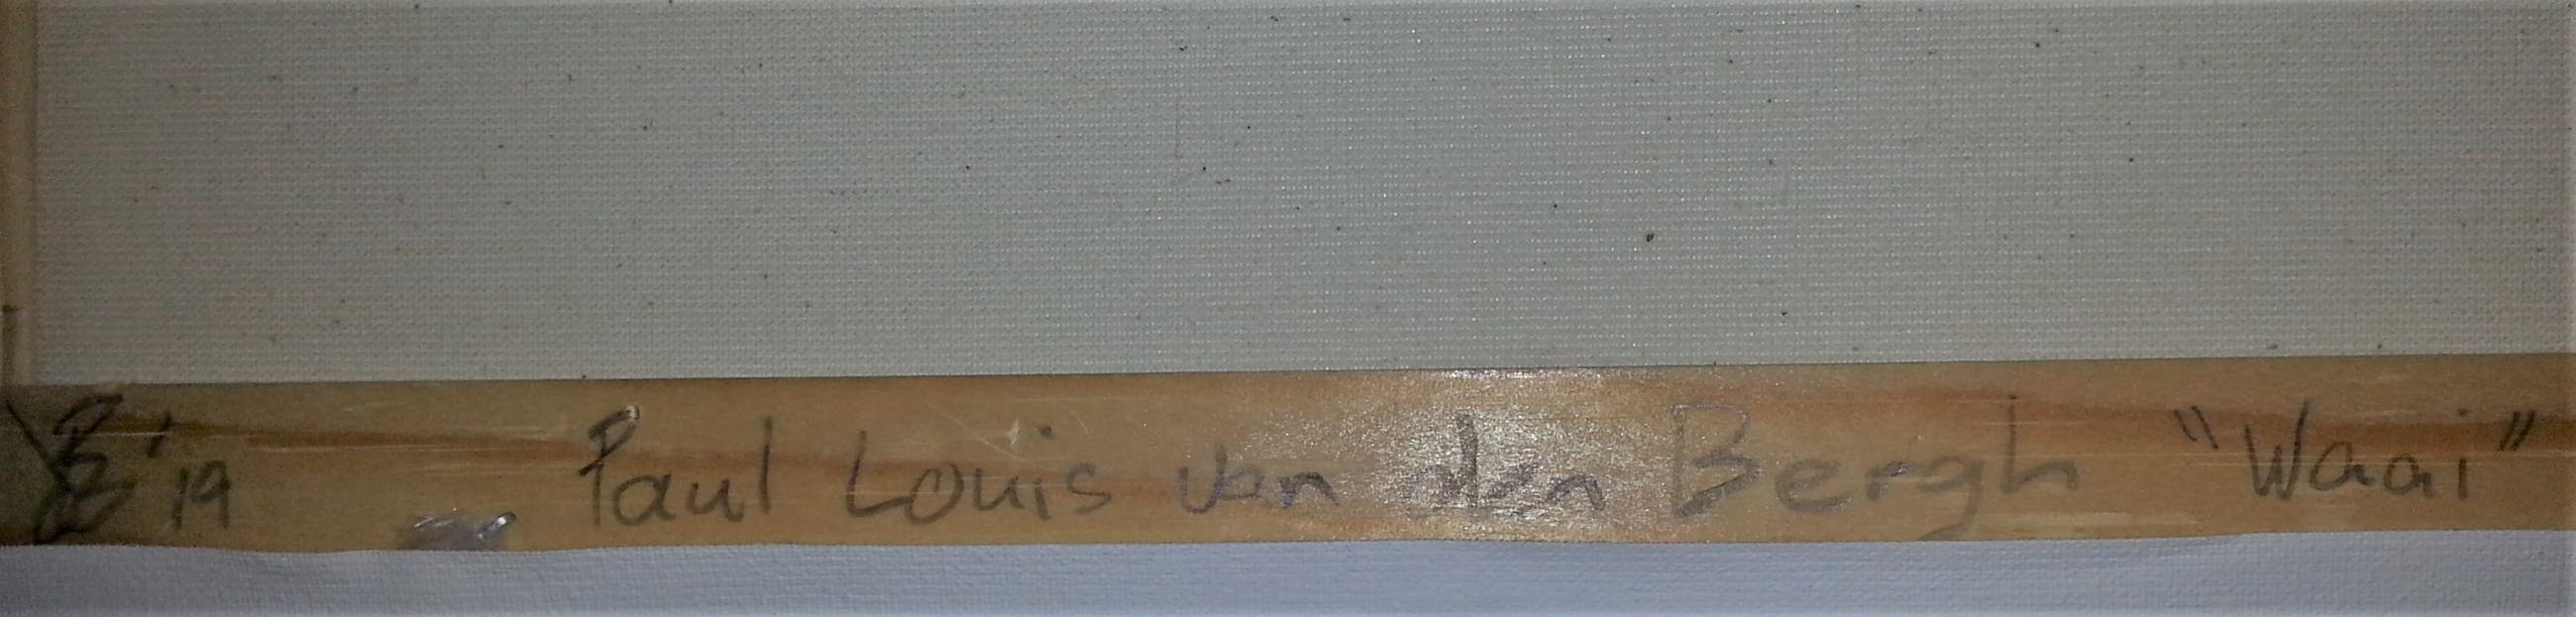 '19 Paul Louis van den Bergh "Waai"